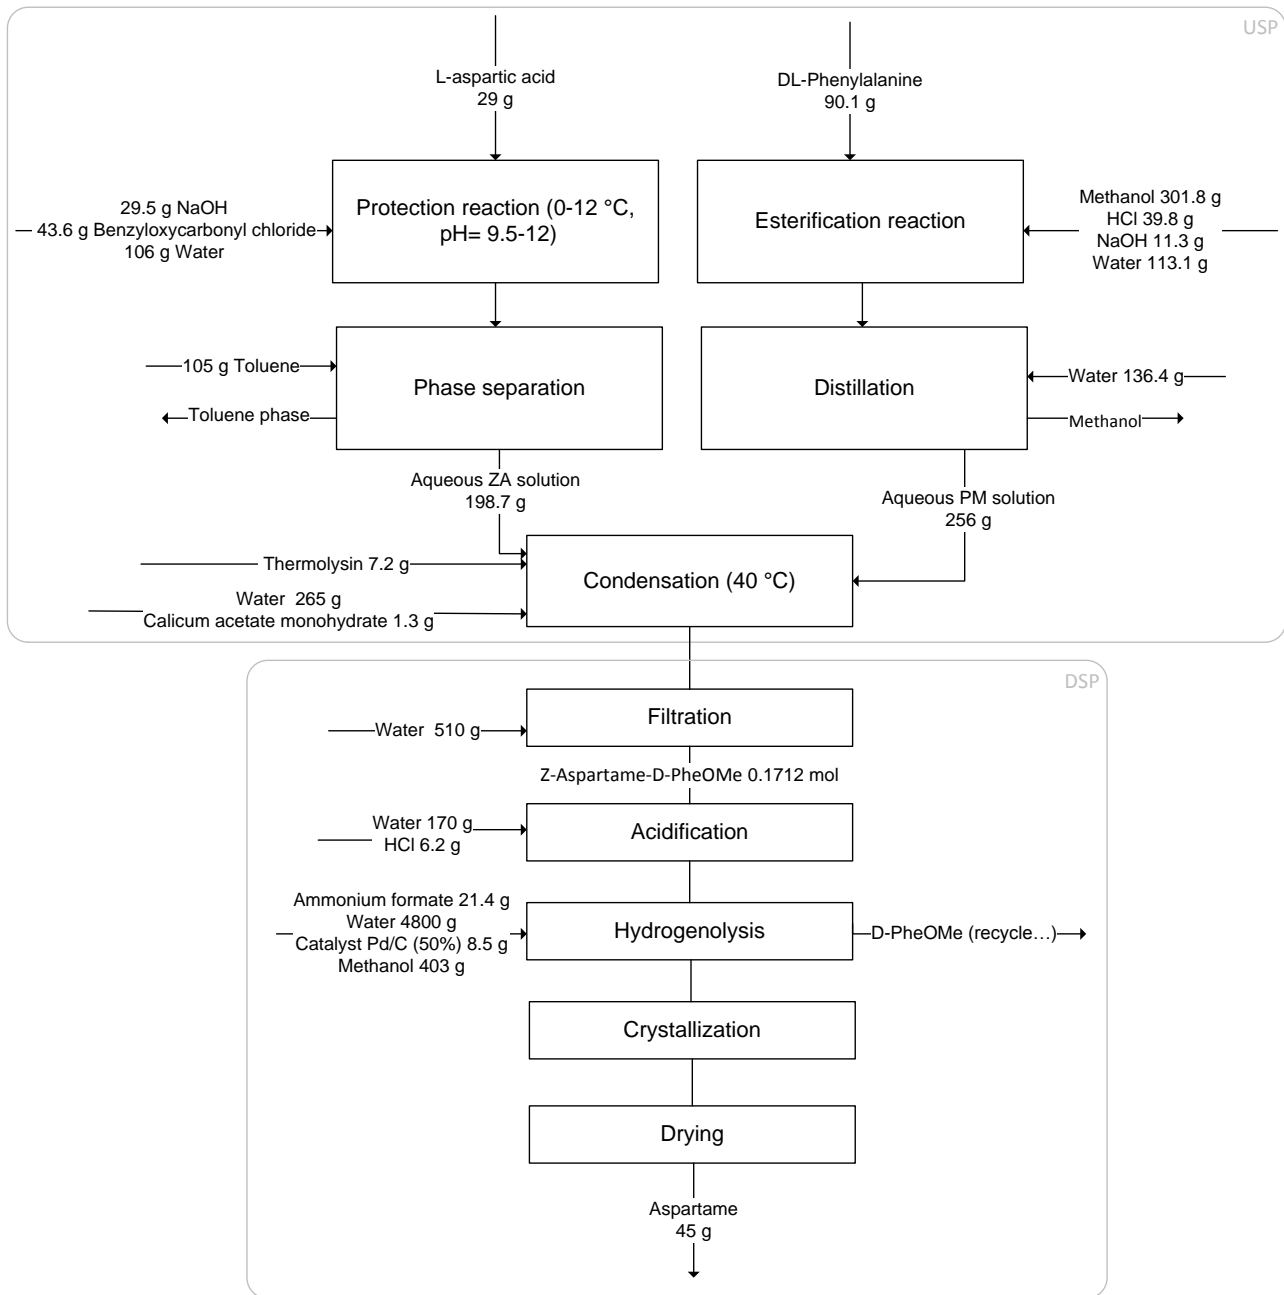 USP
L-aspartic acid
29 g
DL-Phenylalanine
90.1 g
29.5 g NaOH
43.6 g Benzyloxycarbonyl chloride
106 g Water
Protection reaction (0-12 °C,
pH= 9.5-12)
Esterification reaction
Methanol 301.8 g
HCl 39.8 g
NaOH 11.3 g
Water 113.1 g
105 g Toluene
Toluene phase
Phase separation
Distillation
Water 136.4 g
Methanol
Aqueous ZA solution
198.7 g
Aqueous PM solution
256 g
Thermolysin 7.2 g
Water  265 g
Calicum acetate monohydrate 1.3 g
Condensation (40 °C)
DSP
Water  510 g
Filtration
Z-Aspartame-D-PheOMe 0.1712 mol
Water 170 g
HCl 6.2 g
Acidification
Ammonium formate 21.4 g
Water 4800 g
Catalyst Pd/C (50%) 8.5 g
Methanol 403 g
Hydrogenolysis
D-PheOMe (recycle…)
Crystallization
Drying
Aspartame
45 g